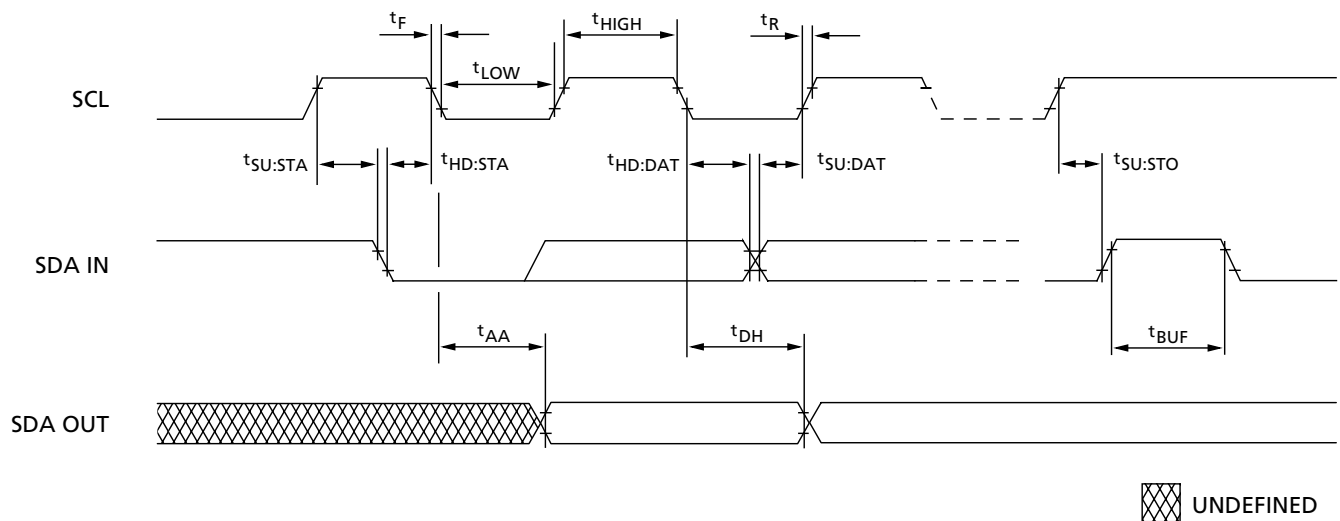 tF
tHIGH
tR
tLOW
SCL
tSU:STA
tHD:STA
tHD:DAT
tSU:DAT
tSU:STO
SDA IN
tAA
tDH
tBUF
SDA OUT
UNDEFINED